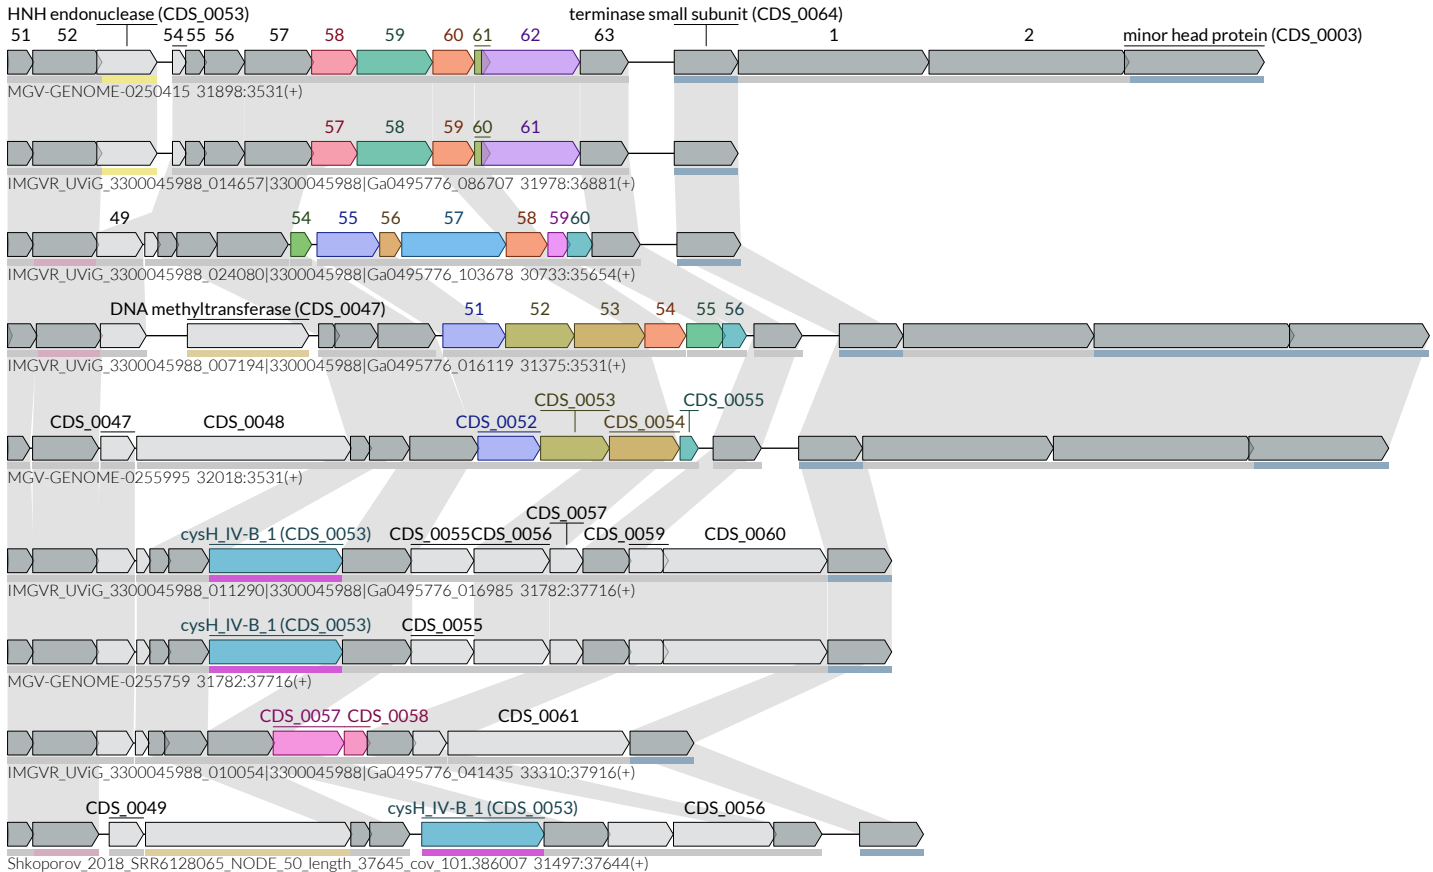 HNH endonuclease (CDS_0053) terminase small subunit (CDS_0064)
51 52 54 55 56 57 58 59 60 61 62 63 1 2 minor head protein (CDS_0003)
MGV-GENOME-0250415 31898:3531(+)
57 58 59 60 61
IMGVR_UViG_3300045988_014657|3300045988|Ga0495776_086707 31978:36881(+)
49 54 55 56 57 58 59 60
IMGVR_UViG_3300045988_024080|3300045988|Ga0495776_103678 30733:35654(+)
DNA methyltransferase (CDS_0047) 51 52 53 54 55 56
IMGVR_UViG_3300045988_007194|3300045988|Ga0495776_016119 31375:3531(+)
CDS_0053 CDS_0055
CDS_0047 CDS_0048 CDS_0052 CDS_0054
MGV-GENOME-0255995 32018:3531(+)
CDS_0057
cysH_IV-B_1 (CDS_0053) CDS_0055 CDS_0056 CDS_0059 CDS_0060
IMGVR_UViG_3300045988_011290|3300045988|Ga0495776_016985 31782:37716(+)
cysH_IV-B_1 (CDS_0053) CDS_0055
MGV-GENOME-0255759 31782:37716(+)
CDS_0057 CDS_0058 CDS_0061
IMGVR_UViG_3300045988_010054|3300045988|Ga0495776_041435 33310:37916(+)
CDS_0049 cysH_IV-B_1 (CDS_0053) CDS_0056
Shkoporov_2018_SRR6128065_NODE_50_length_37645_cov_101.386007 31497:37644(+)